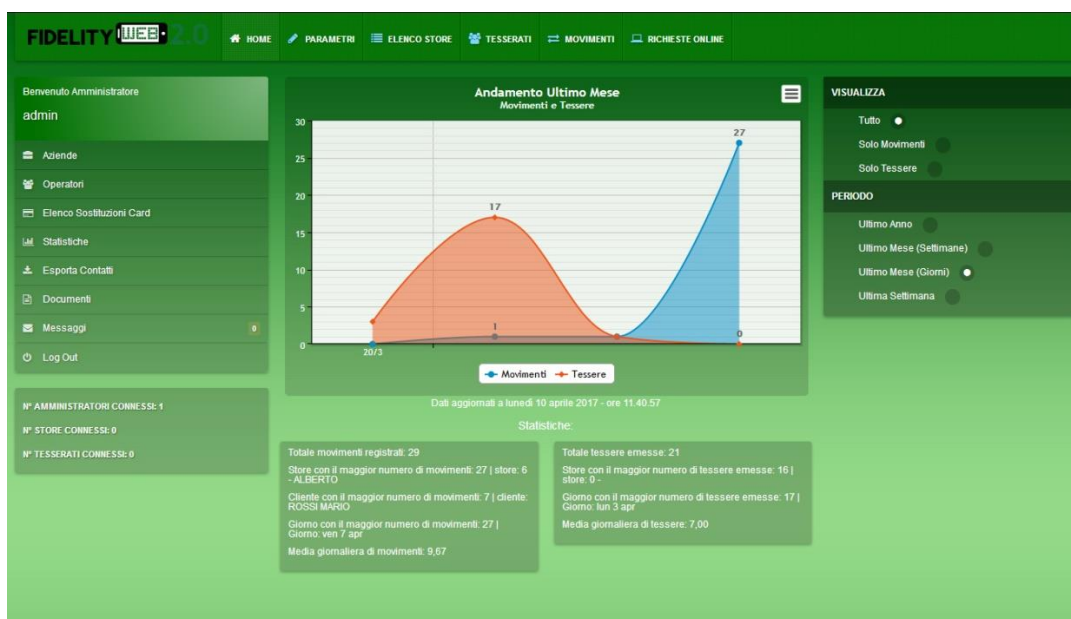 FIDELITY WEB 2.0
HOME
PARAMETRI
ELENCO STORE
TESSERATI
MOVIMENTI
RICHIESTE ONLINE
Benvenuto Amministratore
admin
Aziende
Operatori
Elenco Sostituzioni Card
Statistiche
Esporta Contatti
Documenti
Messaggi 0
Log Out
N° AMMINISTRATORI CONNESSI: 1
N° STORE CONNESSI: 0
N° TESSERATI CONNESSI: 0
Andamento Ultimo Mese
Movimenti e Tessere
30
25
20
15
10
5
0
17
27
1
0
20/3
Movimenti
Tessere
Dati aggiornati a lunedì 10 aprile 2017 - ore 11.40.57
Statistiche:
Totale movimenti registrati: 29
Store con il maggior numero di movimenti: 27 | store: 6
- ALBERTO
Cliente con il maggior numero di movimenti: 7 | cliente:
ROSSI MARIO
Giorno con il maggior numero di movimenti: 27 |
Giorno: ven 7 apr
Media giornaliera di movimenti: 9,67
Totale tessere emesse: 21
Store con il maggior numero di tessere emesse: 16 |
store: 0 -
Giorno con il maggior numero di tessere emesse: 17 |
Giorno: lun 3 apr
Media giornaliera di tessere: 7,00
VISUALIZZA
Tutto
Solo Movimenti
Solo Tessere
PERIODO
Ultimo Anno
Ultimo Mese (Settimane)
Ultimo Mese (Giorni)
Ultima Settimana